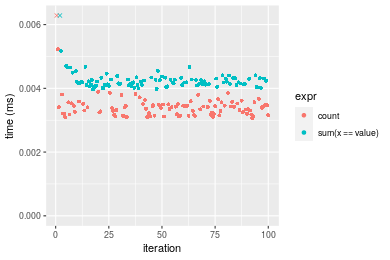 0.006
0.004
0.002
0.000
time (ms)
0
25
50
75
100
iteration
expr
count
sum(x == value)